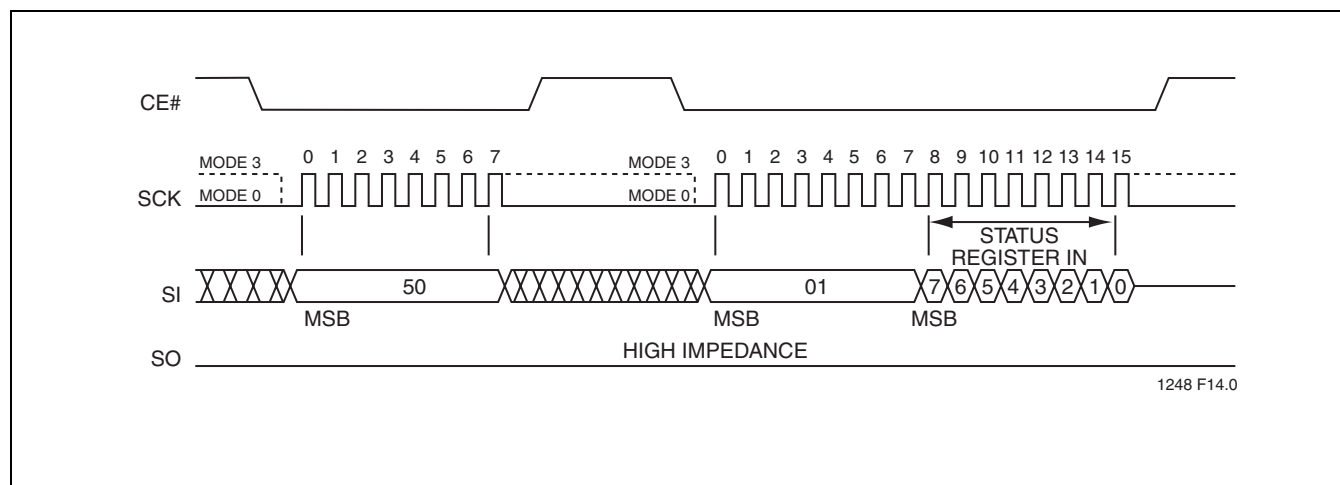 CE#
MODE 3 0 1 2 3 4 5 6 7 MODE 3 0 1 2 3 4 5 6 7 8 9 10 11 12 13 14 15
SCK MODE 0 MODE 0
STATUS
REGISTER IN
SI 50 01 7 6 5 4 3 2 1 0
MSB MSB MSB
SO HIGH IMPEDANCE
1248 F14.0